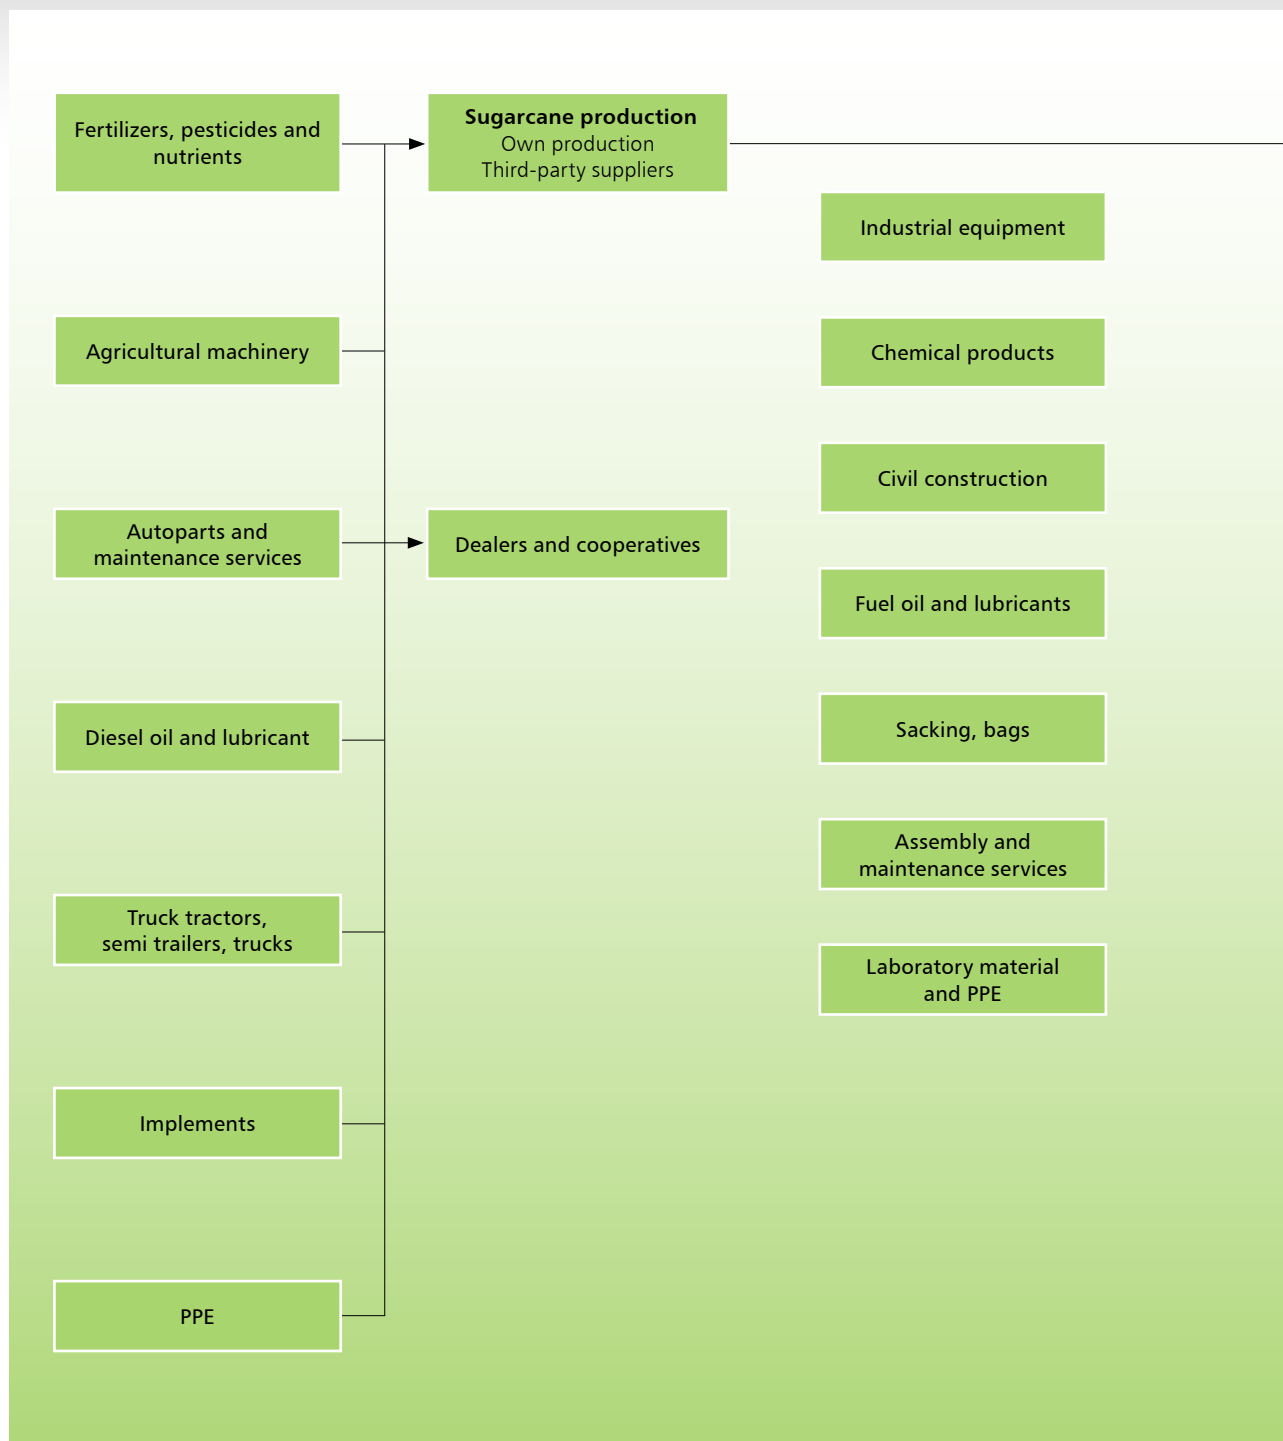 Fertilizers, pesticides and
nutrients
Agricultural machinery
Autoparts and
maintenance services
Diesel oil and lubricant
Truck tractors,
semi trailers, trucks
Implements
PPE
Sugarcane production
Own production
Third-party suppliers
Dealers and cooperatives
Industrial equipment
Chemical products
Civil construction
Fuel oil and lubricants
Sacking, bags
Assembly and
maintenance services
Laboratory material
and PPE